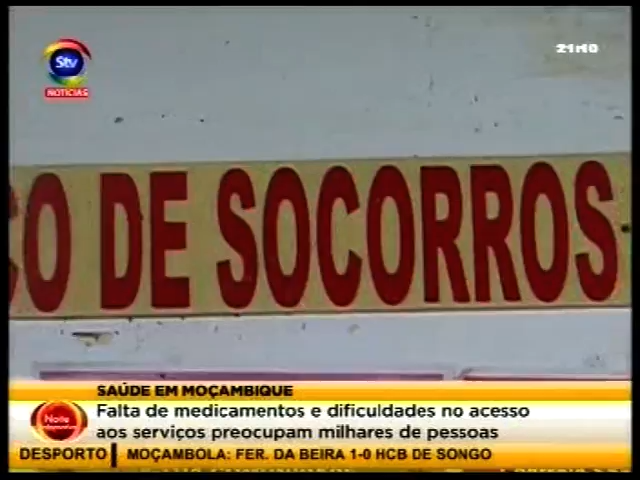 Stv
NOTÍCIAS
21H10
CO DE SOCORROS
SAÚDE EM MOÇAMBIQUE
Falta de medicamentos e dificuldades no acesso
aos serviços preocupam milhares de pessoas
Noite
DESPORTO MOÇAMBOLA: FER. DA BEIRA 1-0 HCB DE SONGO